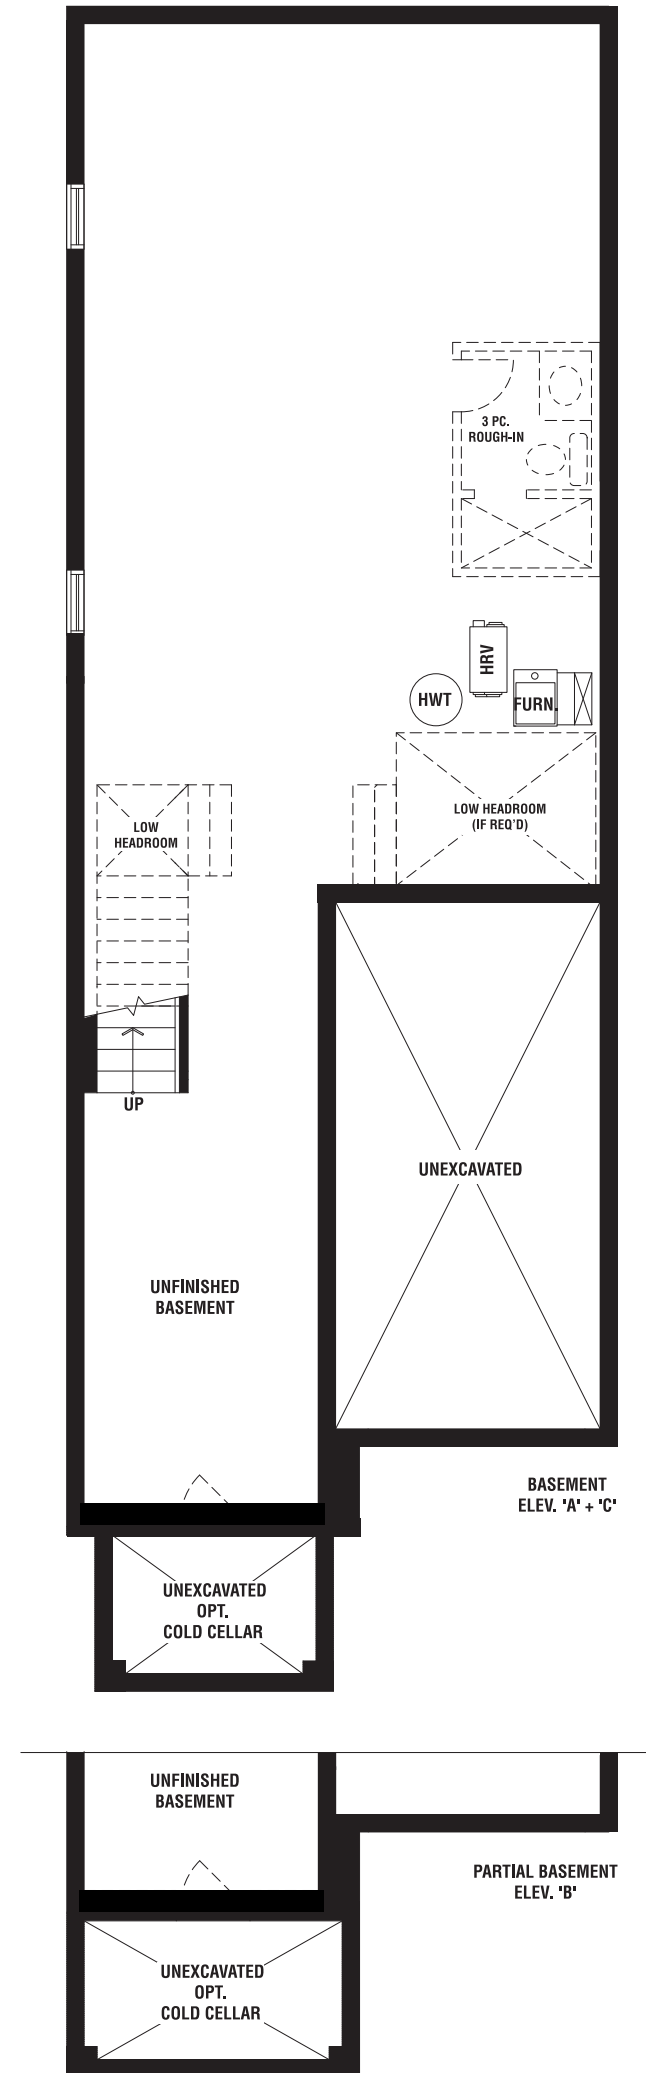 3 PC.
ROUGH-IN
HRV
HWT
FURN.
LOW HEADROOM
(IF REQ'D)
LOW
HEADROOM
UP
UNEXCAVATED
UNFINISHED
BASEMENT
BASEMENT
ELEV. 'A' + 'C'
UNEXCAVATED
OPT.
COLD CELLAR
UNFINISHED
BASEMENT
PARTIAL BASEMENT
ELEV. 'B'
UNEXCAVATED
OPT.
COLD CELLAR